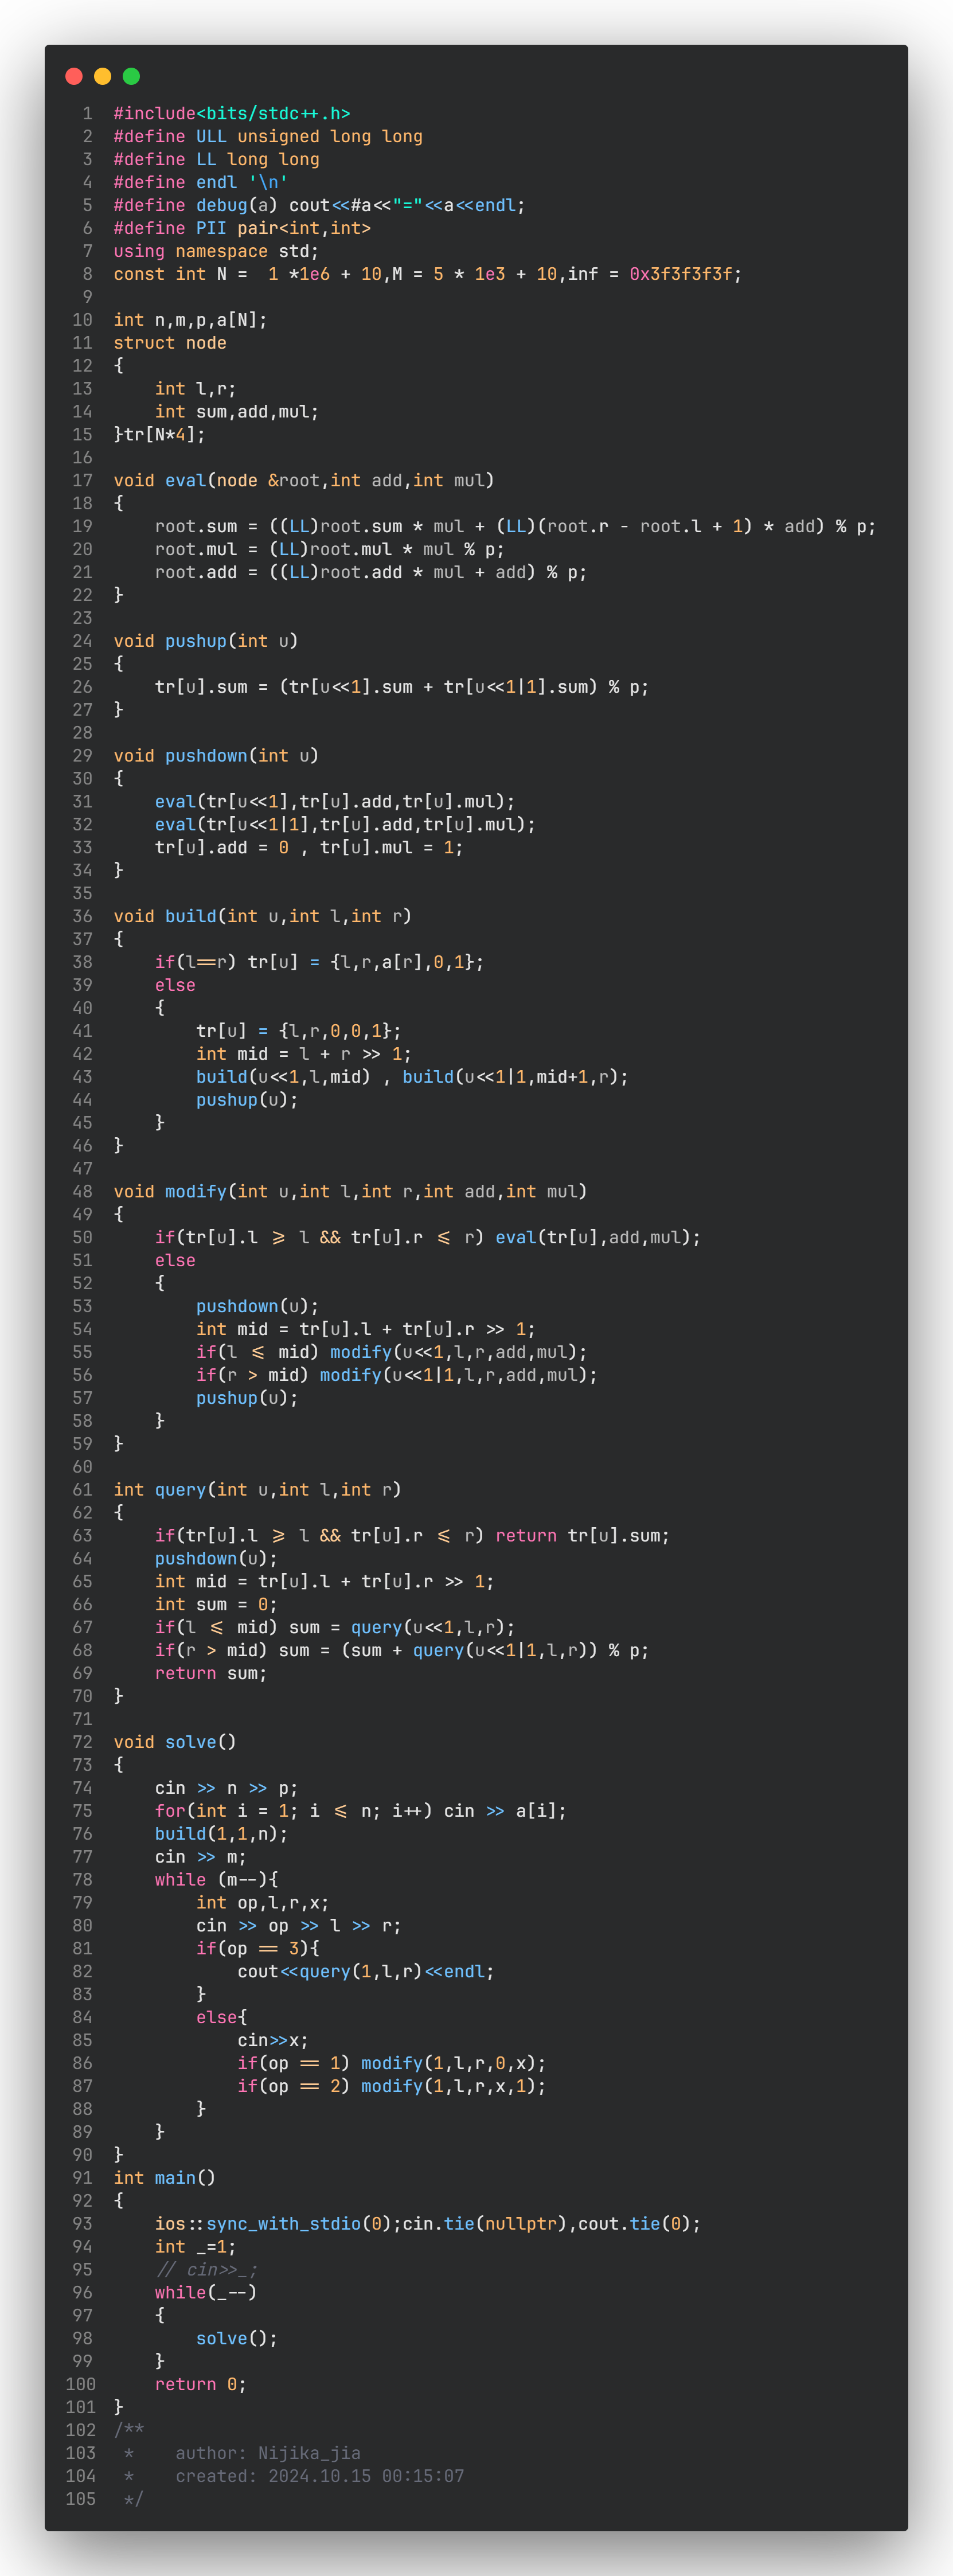 1 #include<bits/stdc++.h>
2 #define ULL unsigned long long
3 #define LL long long
4 #define endl '\n'
5 #define debug(a) cout<<#a<<"="<<a<<endl;
6 #define PII pair<int,int>
7 using namespace std;
8 const int N =  1 *1e6 + 10,M = 5 * 1e3 + 10,inf = 0x3f3f3f3f;
9
10 int n,m,p,a[N];
11 struct node
12 {
13     int l,r;
14     int sum,add,mul;
15 }tr[N*4];
16
17 void eval(node &root,int add,int mul)
18 {
19     root.sum = ((LL)root.sum * mul + (LL)(root.r - root.l + 1) * add) % p;
20     root.mul = (LL)root.mul * mul % p;
21     root.add = ((LL)root.add * mul + add) % p;
22 }
23
24 void pushup(int u)
25 {
26     tr[u].sum = (tr[u<<1].sum + tr[u<<1|1].sum) % p;
27 }
28
29 void pushdown(int u)
30 {
31     eval(tr[u<<1],tr[u].add,tr[u].mul);
32     eval(tr[u<<1|1],tr[u].add,tr[u].mul);
33     tr[u].add = 0 , tr[u].mul = 1;
34 }
35
36 void build(int u,int l,int r)
37 {
38     if(l==r) tr[u] = {l,r,a[r],0,1};
39     else
40     {
41         tr[u] = {l,r,0,0,1};
42         int mid = l + r >> 1;
43         build(u<<1,l,mid) , build(u<<1|1,mid+1,r);
44         pushup(u);
45     }
46 }
47
48 void modify(int u,int l,int r,int add,int mul)
49 {
50     if(tr[u].l >= l && tr[u].r <= r) eval(tr[u],add,mul);
51     else
52     {
53         pushdown(u);
54         int mid = tr[u].l + tr[u].r >> 1;
55         if(l <= mid) modify(u<<1,l,r,add,mul);
56         if(r > mid) modify(u<<1|1,l,r,add,mul);
57         pushup(u);
58     }
59 }
60
61 int query(int u,int l,int r)
62 {
63     if(tr[u].l >= l && tr[u].r <= r) return tr[u].sum;
64     pushdown(u);
65     int mid = tr[u].l + tr[u].r >> 1;
66     int sum = 0;
67     if(l <= mid) sum = query(u<<1,l,r);
68     if(r > mid) sum = (sum + query(u<<1|1,l,r)) % p;
69     return sum;
70 }
71
72 void solve()
73 {
74     cin >> n >> p;
75     for(int i = 1; i <= n; i++) cin >> a[i];
76     build(1,1,n);
77     cin >> m;
78     while (m--){
79         int op,l,r,x;
80         cin >> op >> l >> r;
81         if(op == 3){
82             cout<<query(1,l,r)<<endl;
83         }
84         else{
85             cin>>x;
86             if(op == 1) modify(1,l,r,0,x);
87             if(op == 2) modify(1,l,r,x,1);
88         }
89     }
90 }
91 int main()
92 {
93     ios::sync_with_stdio(0);cin.tie(nullptr),cout.tie(0);
94     int _=1;
95     // cin>>_;
96     while(_--)
97     {
98         solve();
99     }
100     return 0;
101 }
102 /**
103  *    author: Nijika_jia
104  *    created: 2024.10.15 00:15:07
105  */